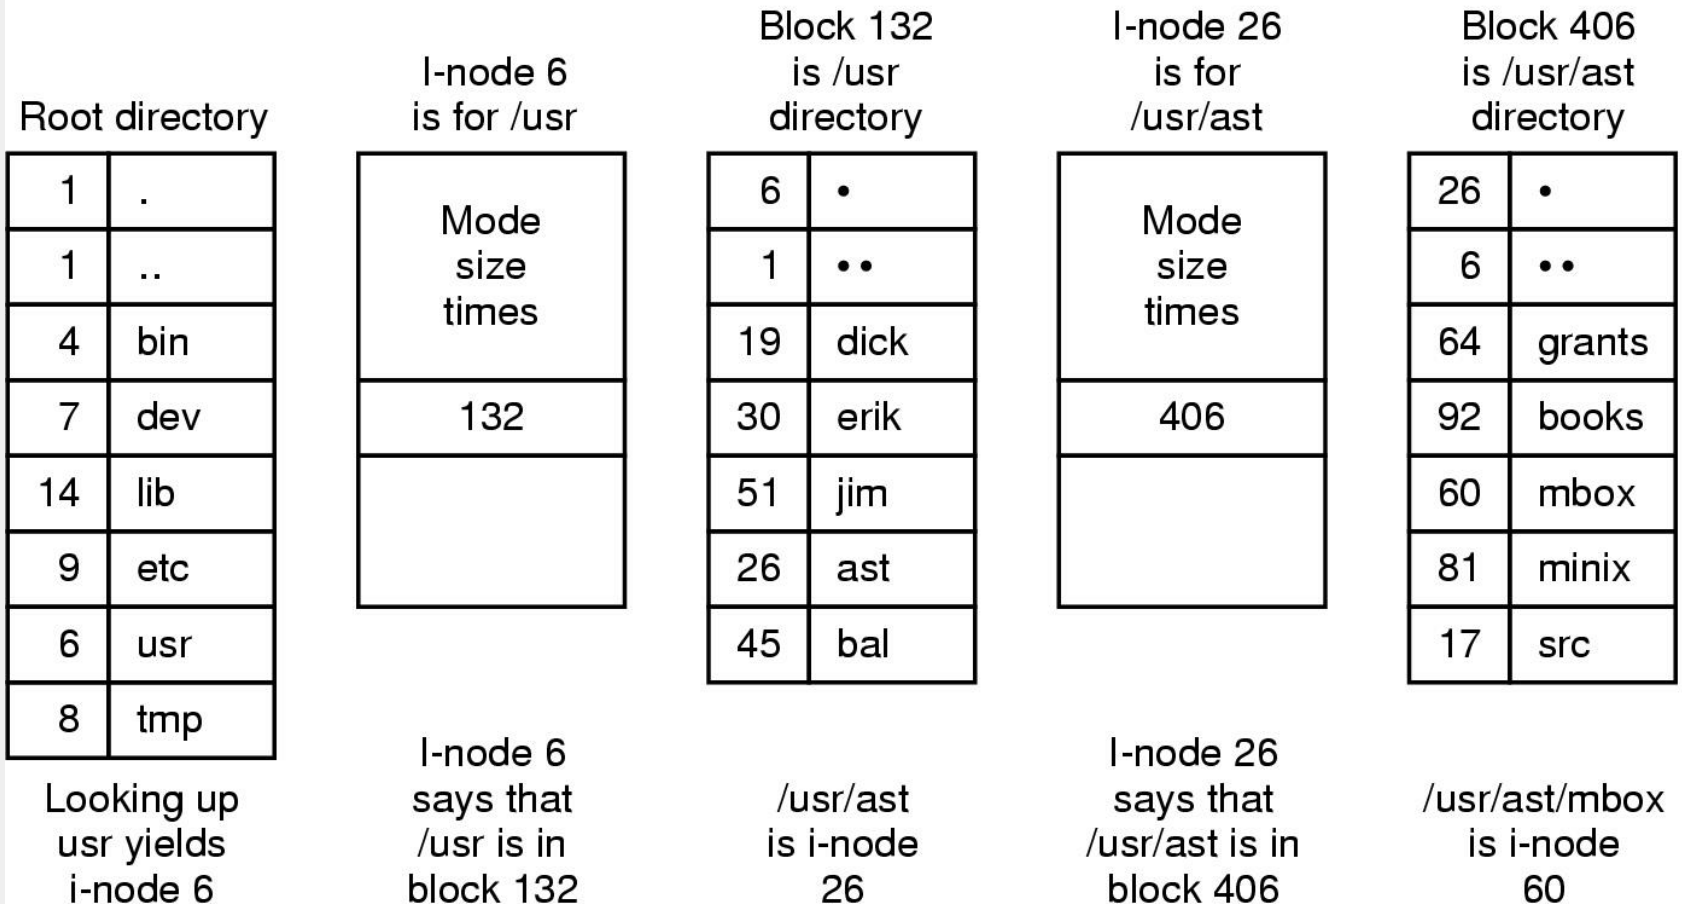 Root directory
1 .
1 ..
4 bin
7 dev
14 lib
9 etc
6 usr
8 tmp
Looking up
usr yields
i-node 6
I-node 6
is for /usr
Mode
size
times
132
I-node 6
says that
/usr is in
block 132
Block 132
is /usr
directory
6 •
1 ••
19 dick
30 erik
51 jim
26 ast
45 bal
/usr/ast
is i-node
26
I-node 26
is for
/usr/ast
Mode
size
times
406
I-node 26
says that
/usr/ast is in
block 406
Block 406
is /usr/ast
directory
26 •
6 ••
64 grants
92 books
60 mbox
81 minix
17 src
/usr/ast/mbox
is i-node
60